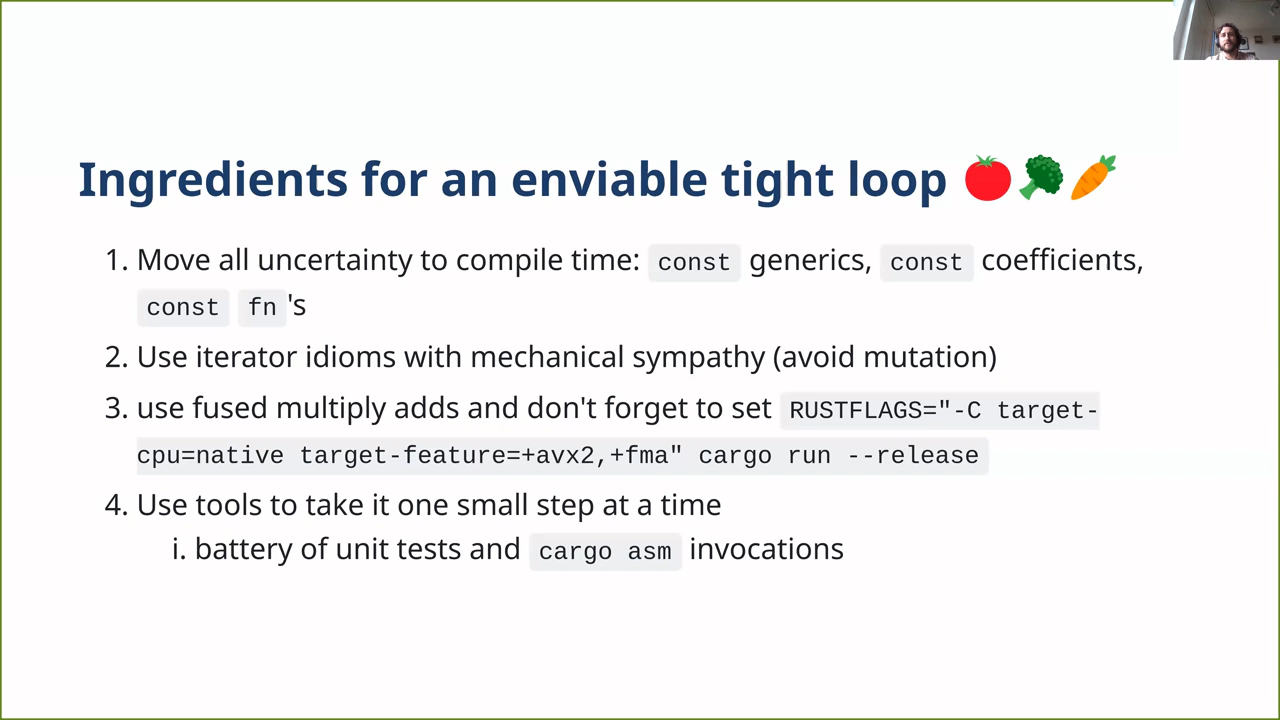 Ingredients for an enviable tight loop 🍅🥦🥕
1. Move all uncertainty to compile time: const generics, const coefficients,
const fn's
2. Use iterator idioms with mechanical sympathy (avoid mutation)
3. use fused multiply adds and don't forget to set RUSTFLAGS="-C target-
cpu=native target-feature=+avx2,+fma" cargo run --release
4. Use tools to take it one small step at a time
i. battery of unit tests and cargo asm invocations